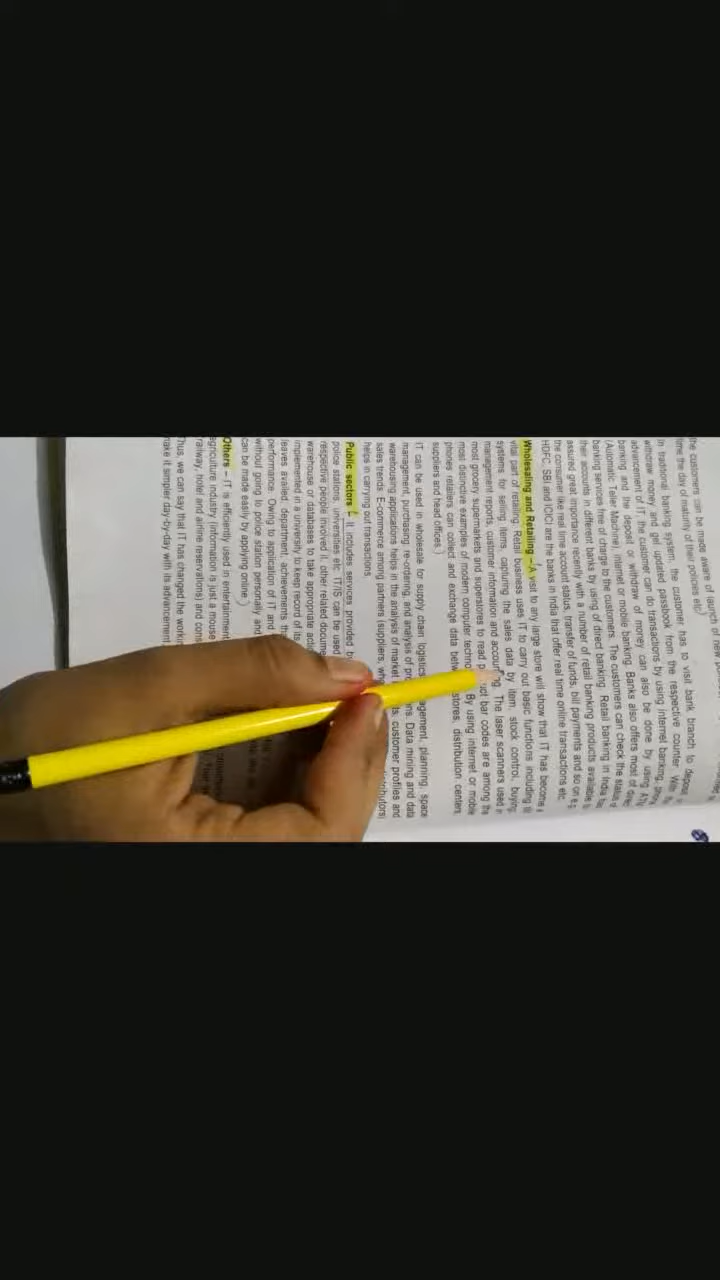 the customers can be made aware of launch of new
time the day of maturity of their policies etc.
In traditional banking system, the customer has to visit bank branch to deposit
withdraw money and get updated passbook from the respective counter. With
advancement of IT, the customer can do transactions by using internet banking
banking and the deposit or withdraw of money can also be done by using
(Automatic Teller Machine), internet or mobile banking. Banks also offers most of
banking services free of charge to the customers. The customers can check the status
their accounts in different banks by using of direct banking. Retail banking in India
assured great importance recently with a number of retail banking products available
the consumer like real time account status, transfer of funds, bill payments and so on
HDFC, SBI and ICICI are the banks in India that offer real time online transactions etc.
Wholesaling and Retailing – A visit to any large store will show that IT has become
vital part of retailing. Retail business uses IT to carry out basic functions including
systems for selling items, capturing the sales data by item, stock control, buying,
management reports, customer information and accounting. The laser scanners used
most grocery supermarkets and superstores to read product bar codes are among
most distinctive examples of modern computer By using internet or mobile
phones retailers can collect and exchange data stores, distribution centers,
suppliers and head offices.)
IT can be used in wholesale for supply chain logistics planning, space
management, purchasing re-ordering, and analysis of Data mining and data
warehousing applications helps in the analysis of market customer profiles and
sales trends. E-commerce among partners (suppliers,
helps in carrying out transactions.
Public sectors – It includes services provided
police stations, universities etc. IT/IS can be used
respective people involved it, other related
warehouse or databases to take appropriate
implemented in a university to keep record of its
leaves availed, department, achievements
performance. Owing to application of IT and
without going to police station personally and
can be made easily by applying online.)
Others – IT is efficiently used in entertainment
agriculture industry (information is just a mouse
railway, hotel and airline reservations) and
Thus, we can say that IT has changed the
make it simpler day-by-day with its advancement